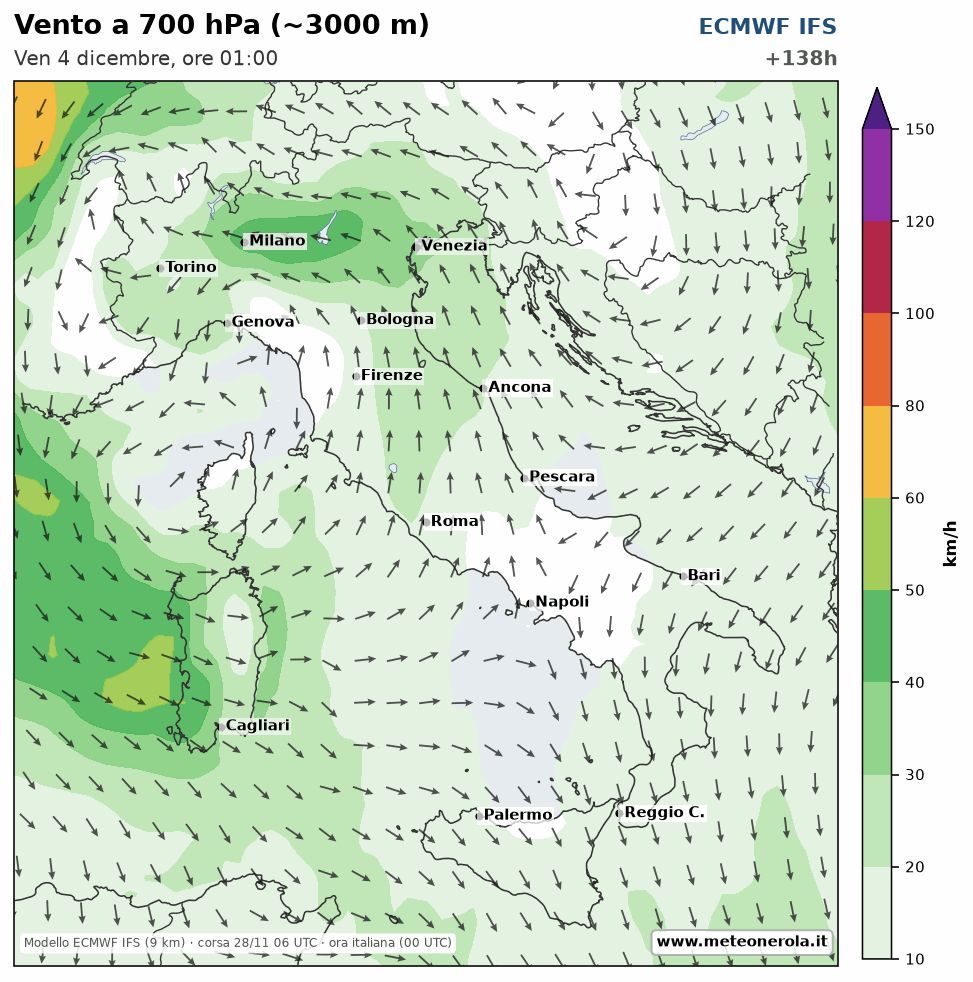 Vento a 700 hPa (~3000 m)
ECMWF IFS
Ven 4 dicembre, ore 01:00
+138h
150
120
100
80
60
50
40
30
20
10
km/h
Milano
Venezia
Torino
Genova
Bologna
Firenze
Ancona
Pescara
Roma
Bari
Napoli
Cagliari
Palermo
Reggio C.
Modello ECMWF IFS (9 km) · corsa 28/11 06 UTC · ora italiana (00 UTC)
www.meteonerola.it